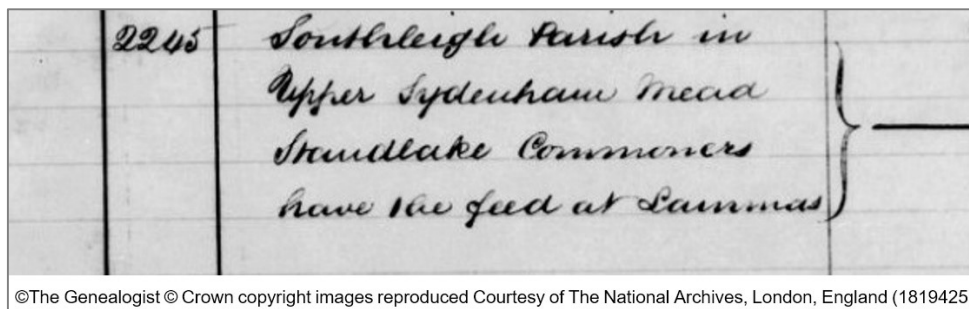 2245 Southleigh Parish in
Upper Sydenham Mead
Standlake Commoners
have the feed at Lammas
©The Genealogist © Crown copyright images reproduced Courtesy of The National Archives, London, England (1819425